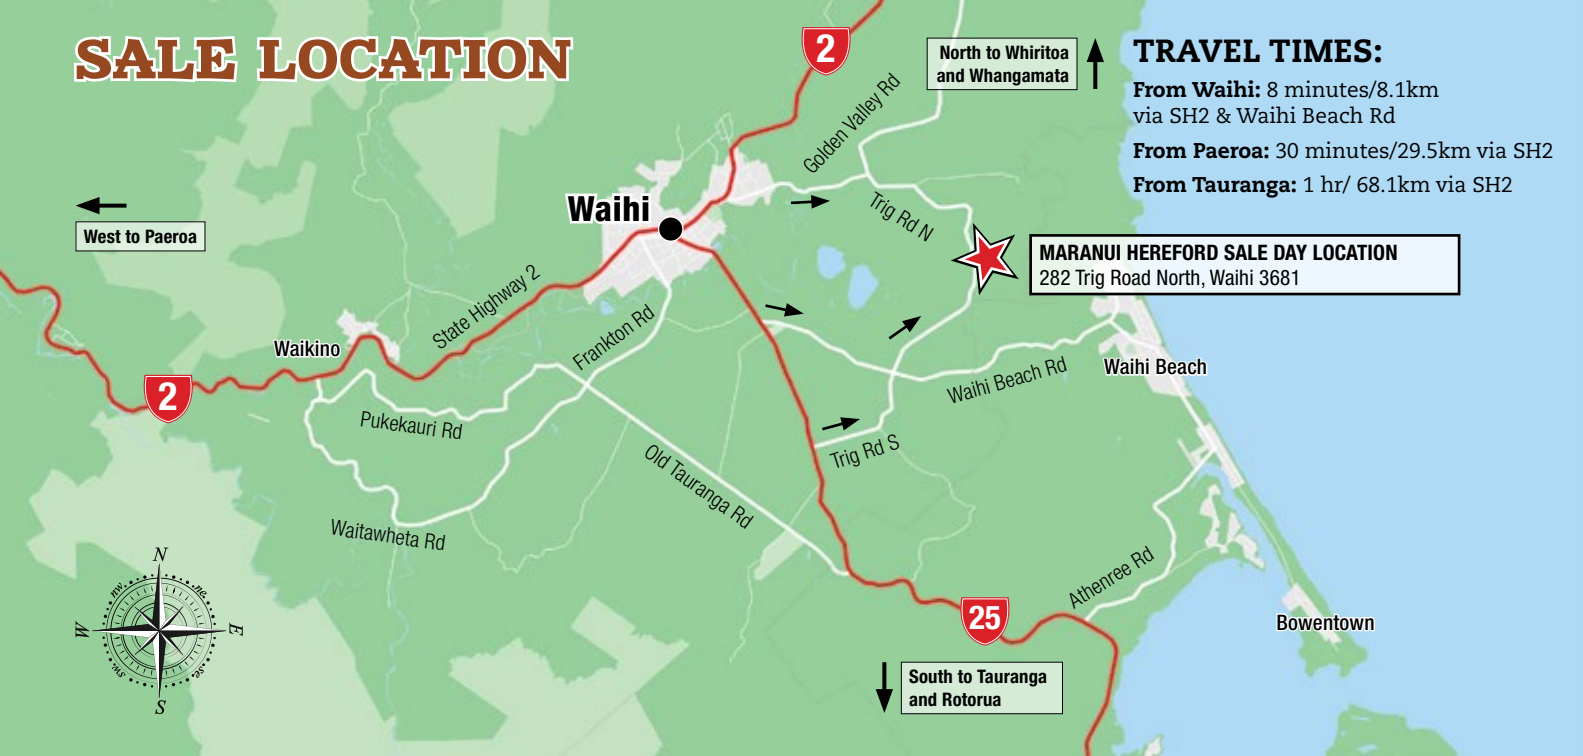 SALE LOCATION
2
North to Whiritoa
and Whangamata
TRAVEL TIMES:
From Waihi: 8 minutes/8.1km
via SH2 & Waihi Beach Rd
From Paeroa: 30 minutes/29.5km via SH2
From Tauranga: 1 hr/ 68.1km via SH2
Golden Valley Rd
Waihi
Trig Rd N
West to Paeroa
MARANUI HEREFORD SALE DAY LOCATION
282 Trig Road North, Waihi 3681
State Highway 2
Frankton Rd
Waikino
Waihi Beach Rd
Waihi Beach
2
Pukekauri Rd
Trig Rd S
Old Tauranga Rd
Waitawheta Rd
Athenree Rd
25
Bowentown
South to Tauranga
and Rotorua
N
nw
ne
W
E
sw
se
S